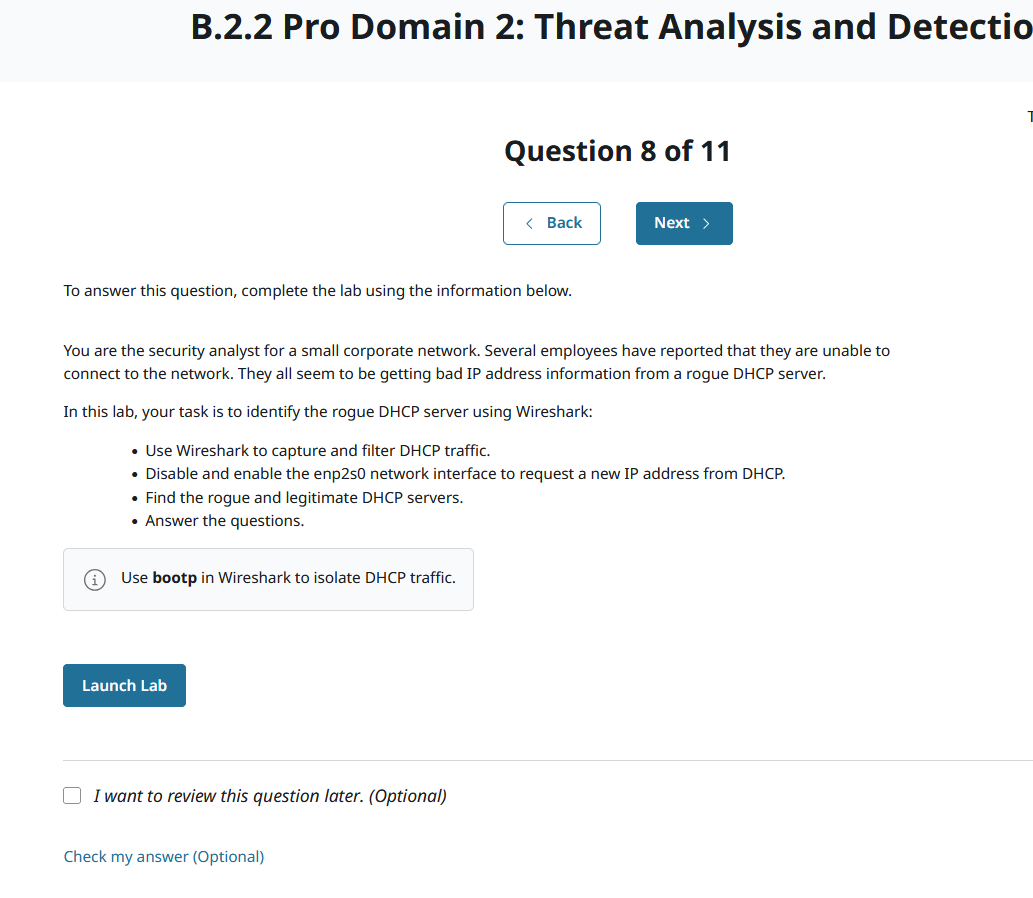 B.2.2 Pro Domain 2: Threat Analysis and Detectio
T
Question 8 of 11
Back
Next
To answer this question, complete the lab using the information below.
You are the security analyst for a small corporate network. Several employees have reported that they are unable to
connect to the network. They all seem to be getting bad IP address information from a rogue DHCP server.
In this lab, your task is to identify the rogue DHCP server using Wireshark:
• Use Wireshark to capture and filter DHCP traffic.
• Disable and enable the enp2s0 network interface to request a new IP address from DHCP.
• Find the rogue and legitimate DHCP servers.
• Answer the questions.
Use bootp in Wireshark to isolate DHCP traffic.
Launch Lab
I want to review this question later. (Optional)
Check my answer (Optional)